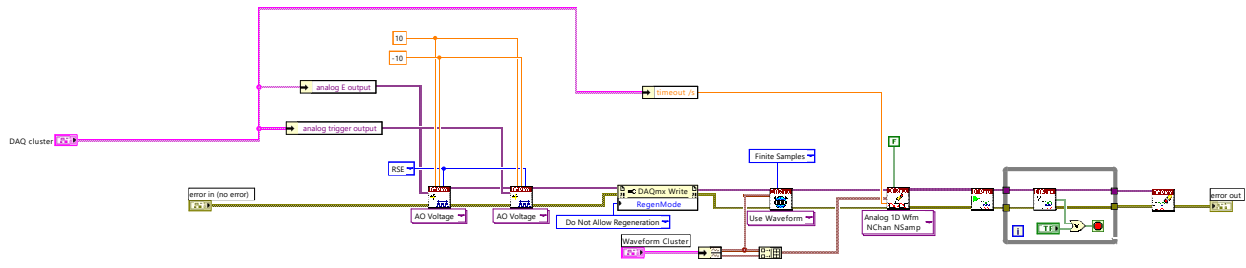 10
-10
analog E output
timeout /s
analog trigger output
DAQ cluster
F
Finite Samples
RSE
error in (no error)
DAQmx Write
RegenMode
error out
AO Voltage
AO Voltage
Do Not Allow Regeneration
Use Waveform
Analog 1D Wfm
NChan NSamp
i
TF
Waveform Cluster